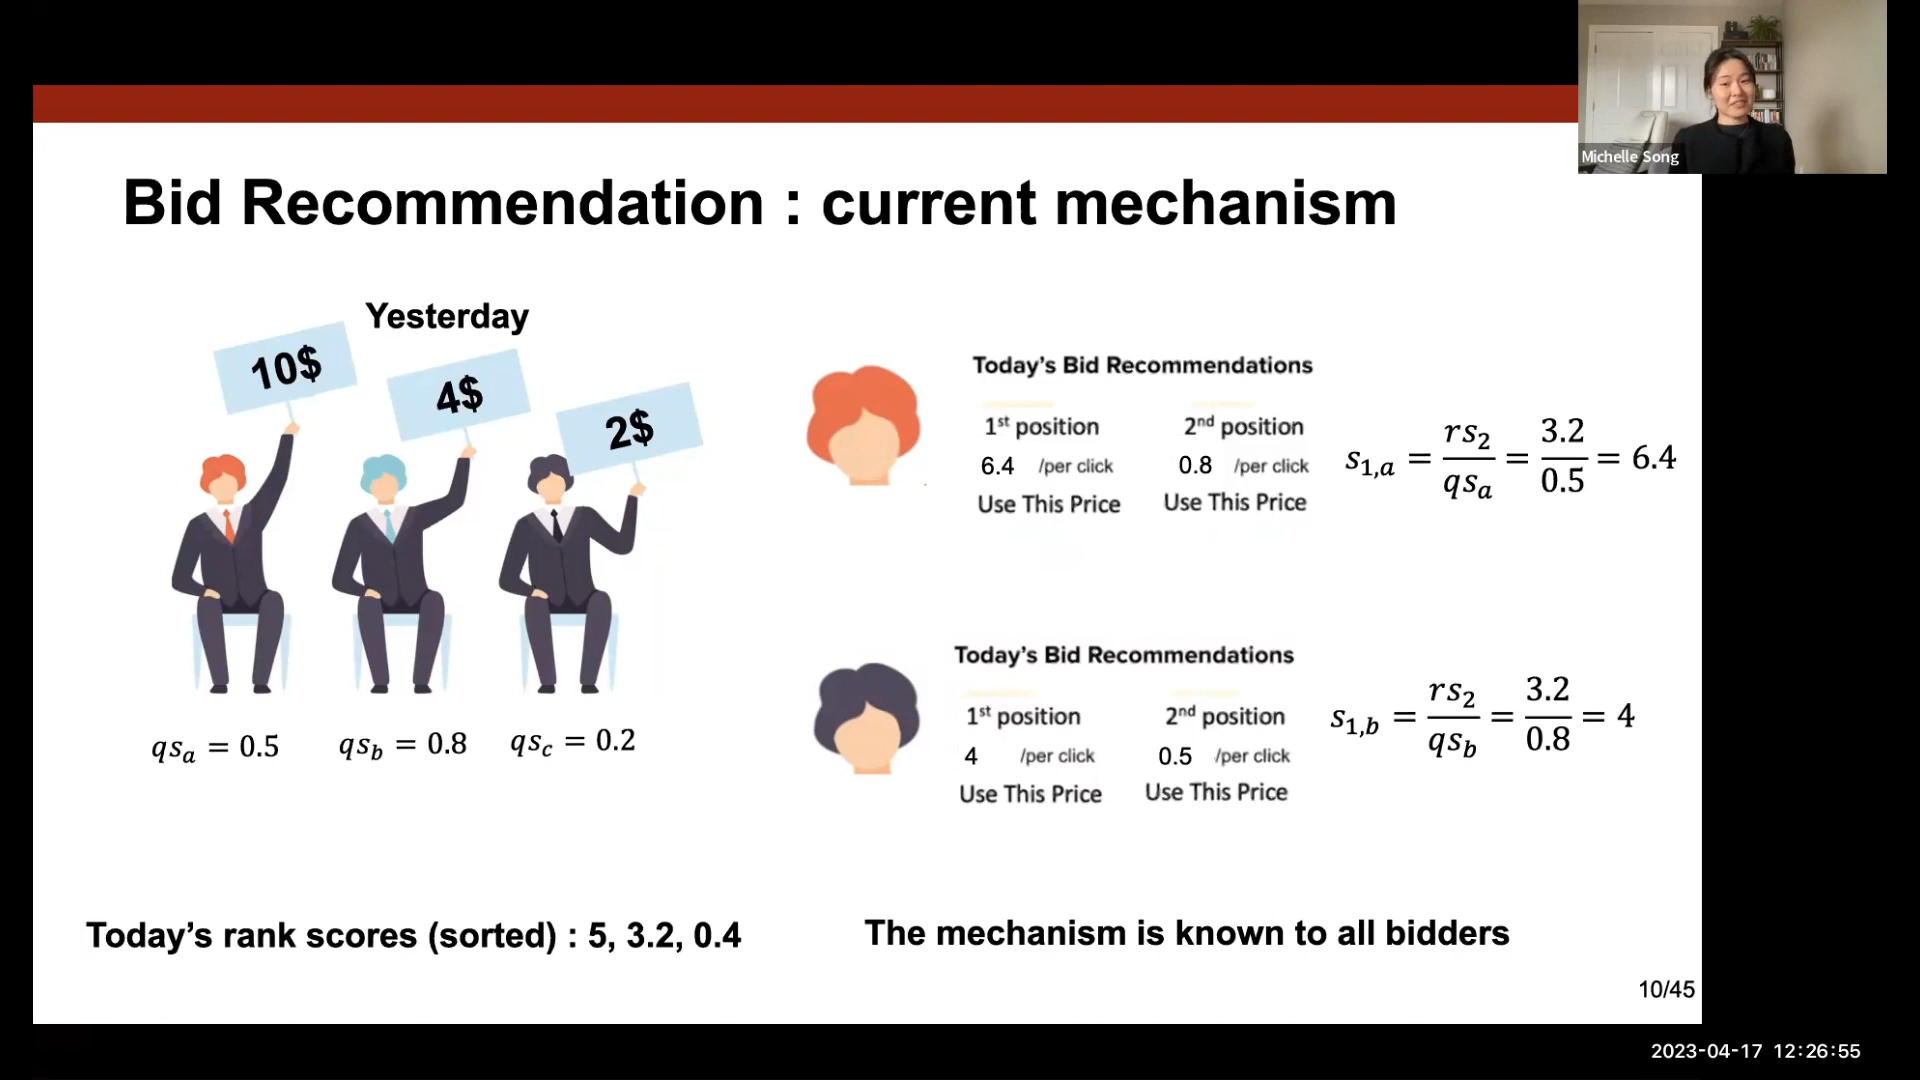 Michelle Song
Bid Recommendation : current mechanism
Yesterday
10$
4$
2$
qsₐ = 0.5
qs_b = 0.8
qs_c = 0.2
Today's rank scores (sorted) : 5, 3.2, 0.4
Today's Bid Recommendations
1st position 2nd position
6.4 /per click 0.8 /per click
Use This Price Use This Price
s_{1,a} = rs₂/qsₐ = 3.2/0.5 = 6.4
Today's Bid Recommendations
1st position 2nd position
4 /per click 0.5 /per click
Use This Price Use This Price
s_{1,b} = rs₂/qs_b = 3.2/0.8 = 4
The mechanism is known to all bidders
10/45
2023-04-17 12:26:55